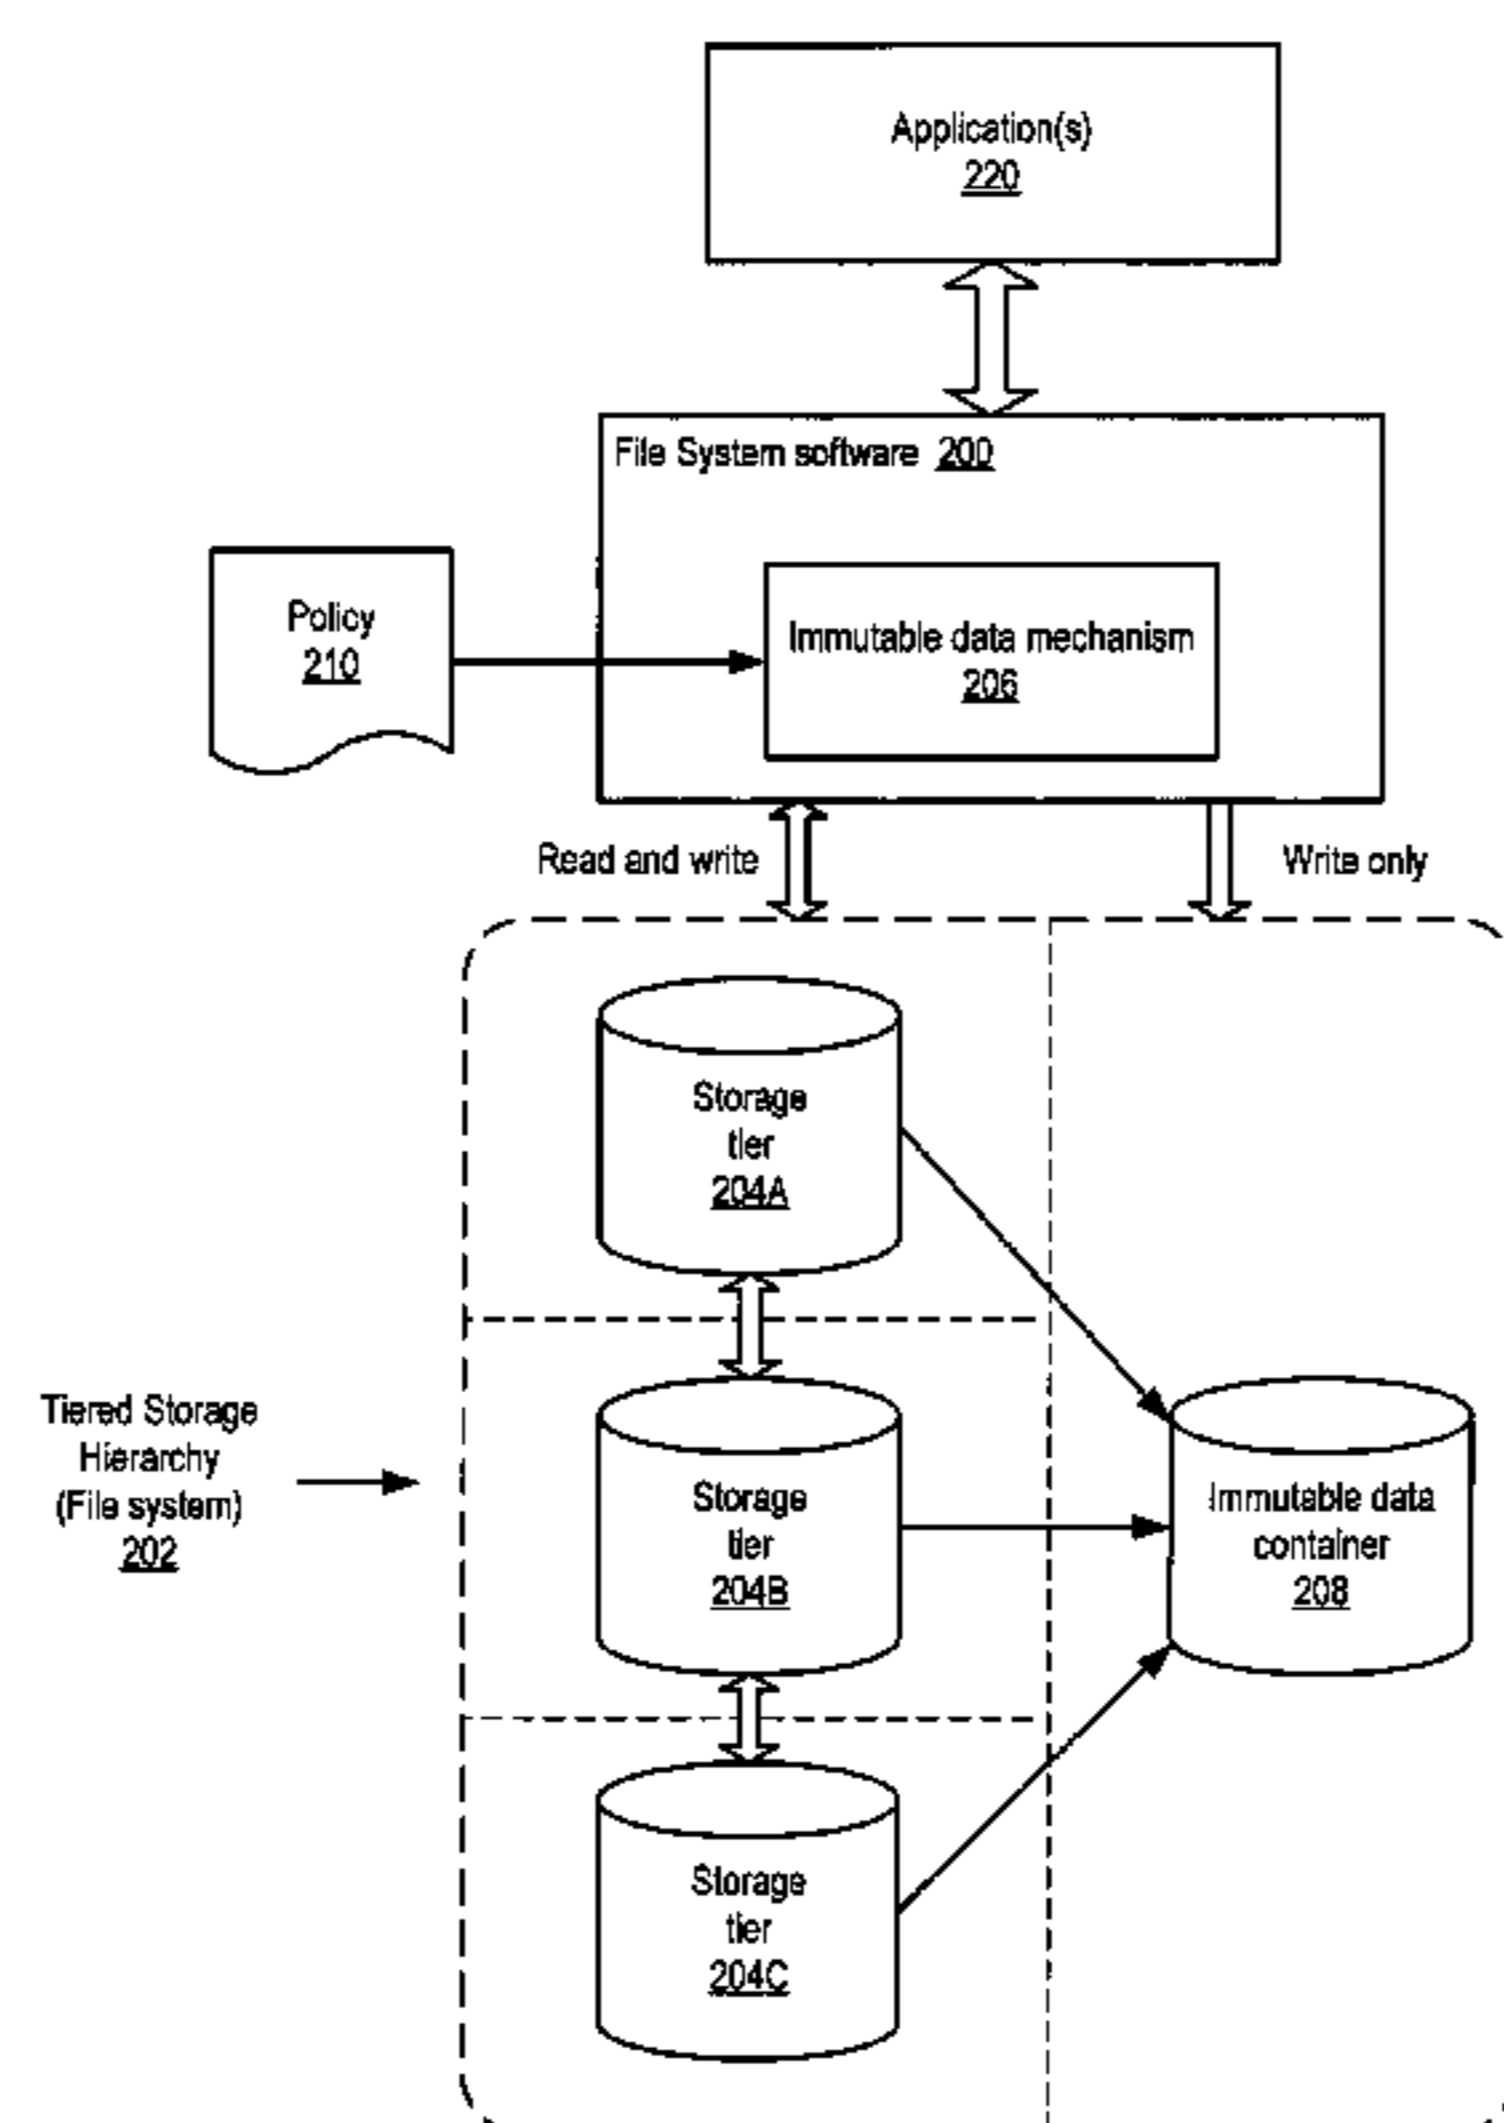 Application(s)
220
File System software 200
Policy
210
Immutable data mechanism
206
Read and write
Write only
Storage
tier
204A
Tiered Storage
Hierarchy
(File system)
202
Storage
tier
204B
Immutable data
container
208
Storage
tier
204C